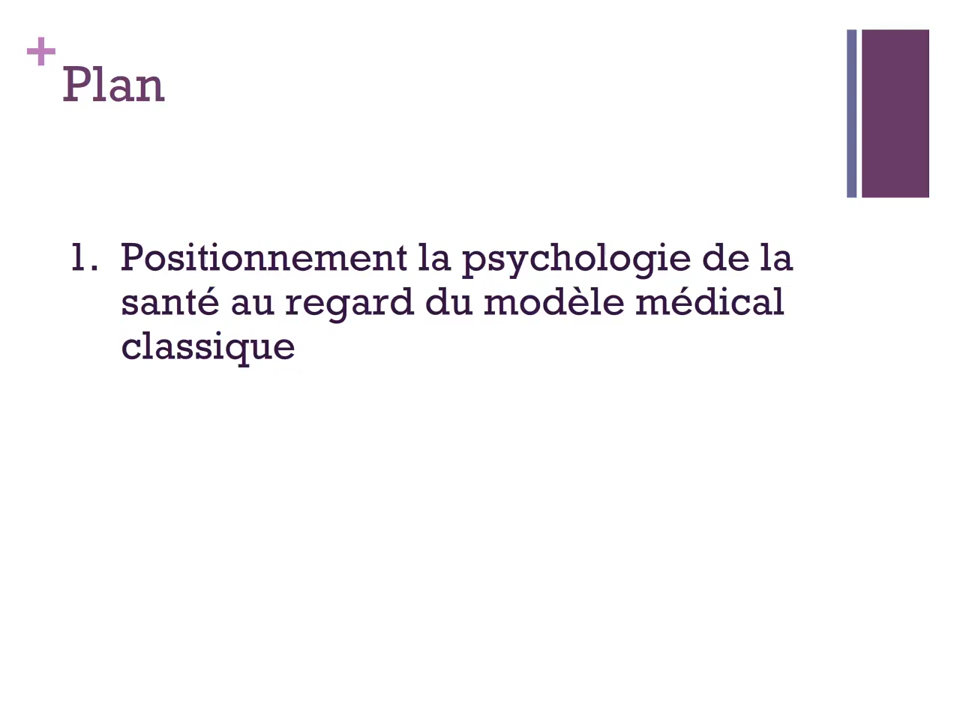 +
Plan
1. Positionnement la psychologie de la
santé au regard du modèle médical
classique